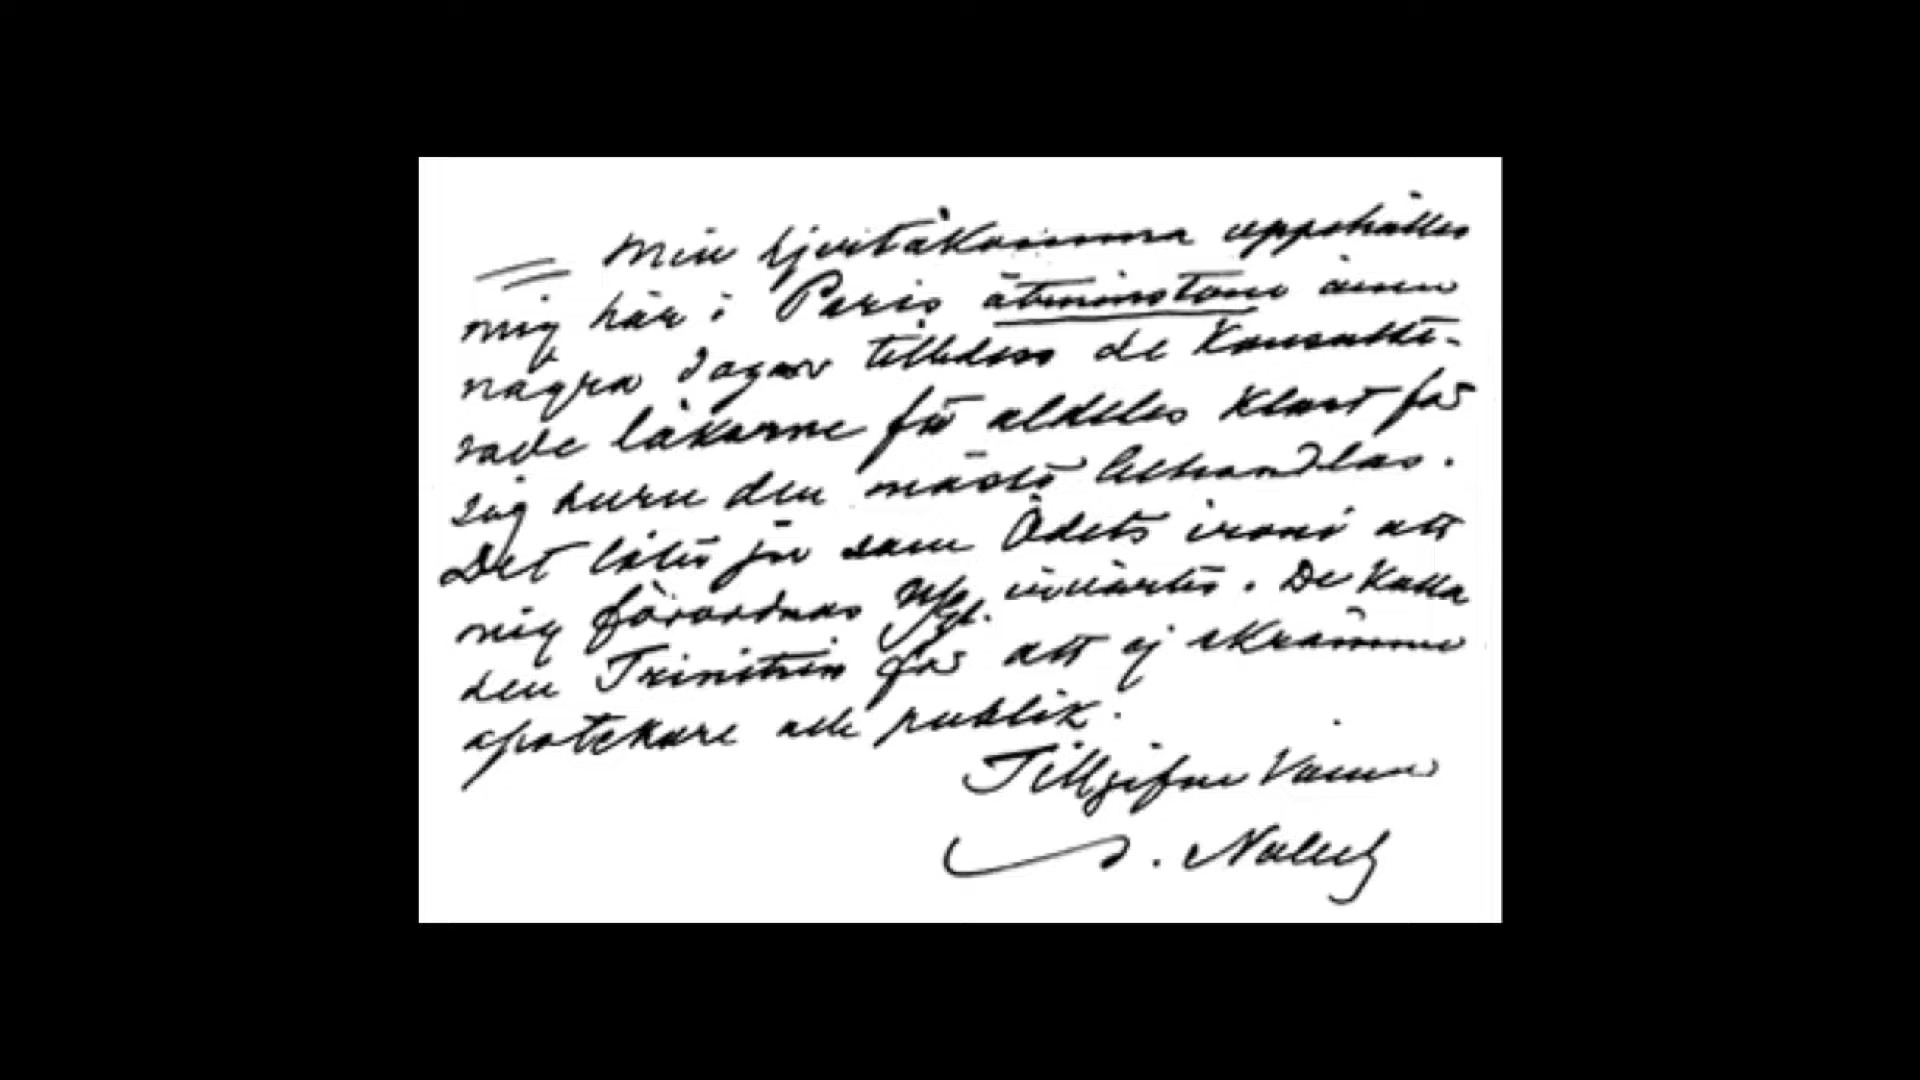 Min hjertåkomma uppehåller
mig här i Paris åtminstone ännu
några dagar tilldess de konsulte-
rade läkarne få alldeles klart för
sig huru den måste behandlas.
Det låter ju som Ödets ironi att
mig förordnas invärtes. De kalla
den Trinitrin för att ej skrämma
apotekare och publik.
Tillgifne Vännen
A. Nobel